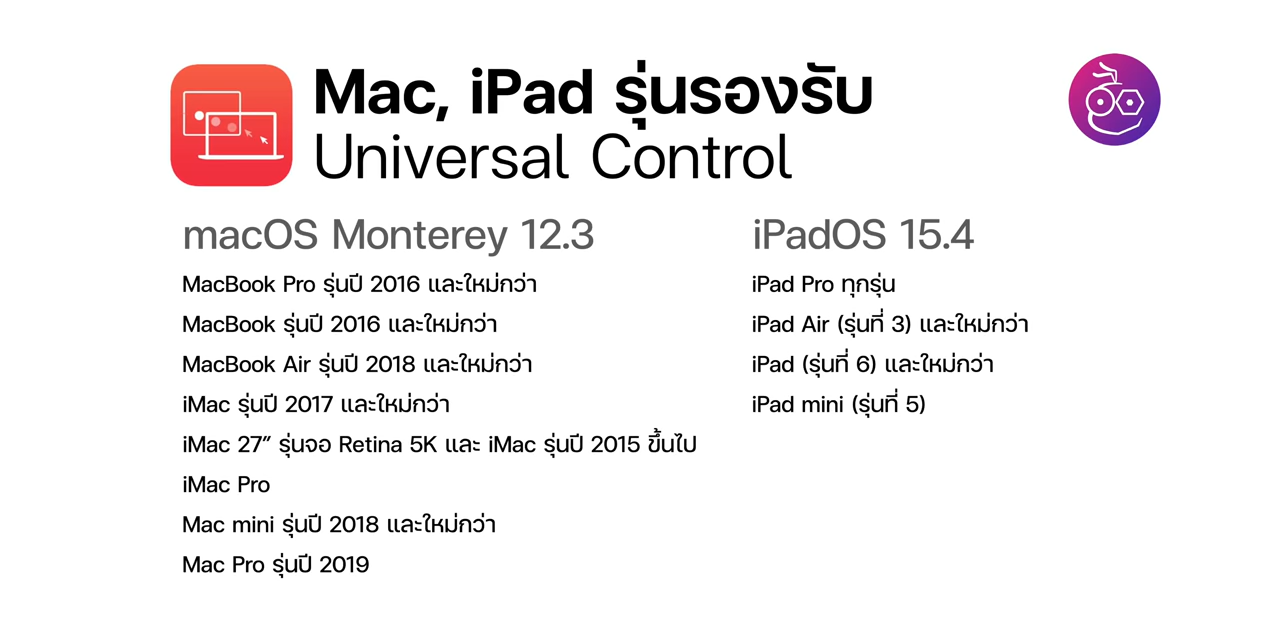 Mac, iPad รุ่นรองรับ
Universal Control
macOS Monterey 12.3
MacBook Pro รุ่นปี 2016 และใหม่กว่า
MacBook รุ่นปี 2016 และใหม่กว่า
MacBook Air รุ่นปี 2018 และใหม่กว่า
iMac รุ่นปี 2017 และใหม่กว่า
iMac 27” รุ่นจอ Retina 5K และ iMac รุ่นปี 2015 ขึ้นไป
iMac Pro
Mac mini รุ่นปี 2018 และใหม่กว่า
Mac Pro รุ่นปี 2019
iPadOS 15.4
iPad Pro ทุกรุ่น
iPad Air (รุ่นที่ 3) และใหม่กว่า
iPad (รุ่นที่ 6) และใหม่กว่า
iPad mini (รุ่นที่ 5)